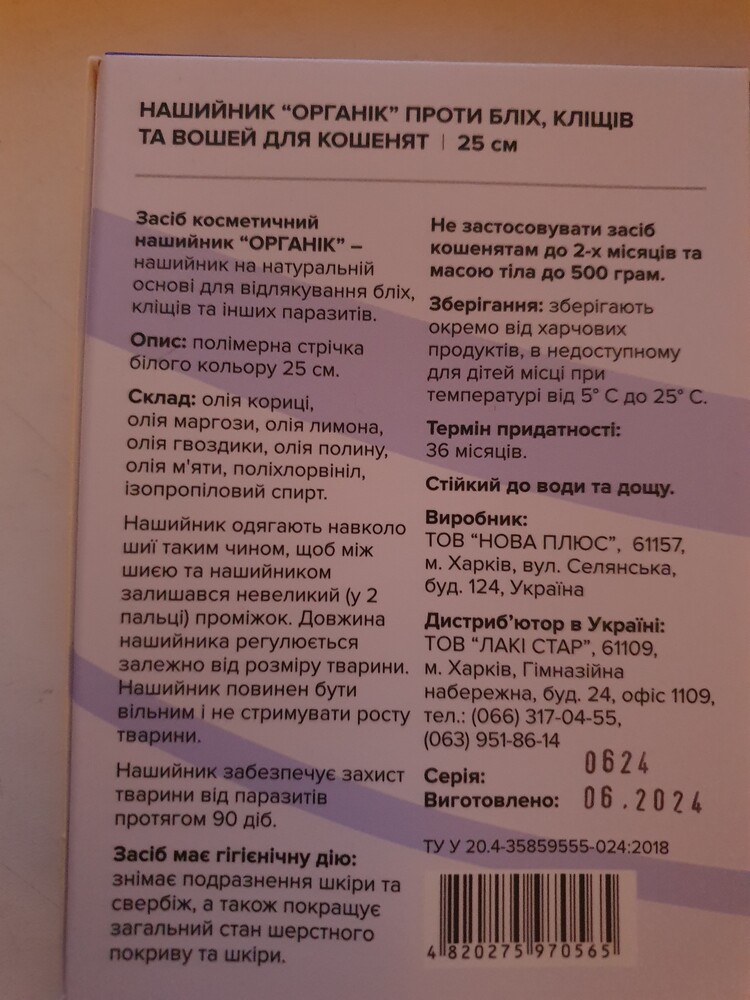 НАШИЙНИК “ОРГАНІК” ПРОТИ БЛІХ, КЛІЩІВ
ТА ВОШЕЙ ДЛЯ КОШЕНЯТ | 25 см
Засіб косметичний
нашийник “ОРГАНІК” –
нашийник на натуральній
основі для відлякування бліх,
кліщів та інших паразитів.
Опис: полімерна стрічка
білого кольору 25 см.
Склад: олія кориці,
олія маргози, олія лимона,
олія гвоздики, олія полину,
олія м'яти, поліхлорвініл,
ізопропіловий спирт.
Нашийник одягають навколо
шиї таким чином, щоб між
шиєю та нашийником
залишався невеликий (у 2
пальці) проміжок. Довжина
нашийника регулюється
залежно від розміру тварини.
Нашийник повинен бути
вільним і не стримувати росту
тварини.
Нашийник забезпечує захист
тварини від паразитів
протягом 90 діб.
Засіб має гігієнічну дію:
знімає подразнення шкіри та
свербіж, а також покращує
загальний стан шерстного
покриву та шкіри.
Не застосовувати засіб
кошенятам до 2-х місяців та
масою тіла до 500 грам.
Зберігання: зберігають
окремо від харчових
продуктів, в недоступному
для дітей місці при
температурі від 5° С до 25° С.
Термін придатності:
36 місяців.
Стійкий до води та дощу.
Виробник:
ТОВ “НОВА ПЛЮС”, 61157,
м. Харків, вул. Селянська,
буд. 124, Україна
Дистриб’ютор в Україні:
ТОВ “ЛАКІ СТАР”, 61109,
м. Харків, Гімназійна
набережна, буд. 24, офіс 1109,
тел.: (066) 317-04-55,
(063) 951-86-14
Серія: 0624
Виготовлено: 06.2024
ТУ У 20.4-35859555-024:2018
4 820275 970565